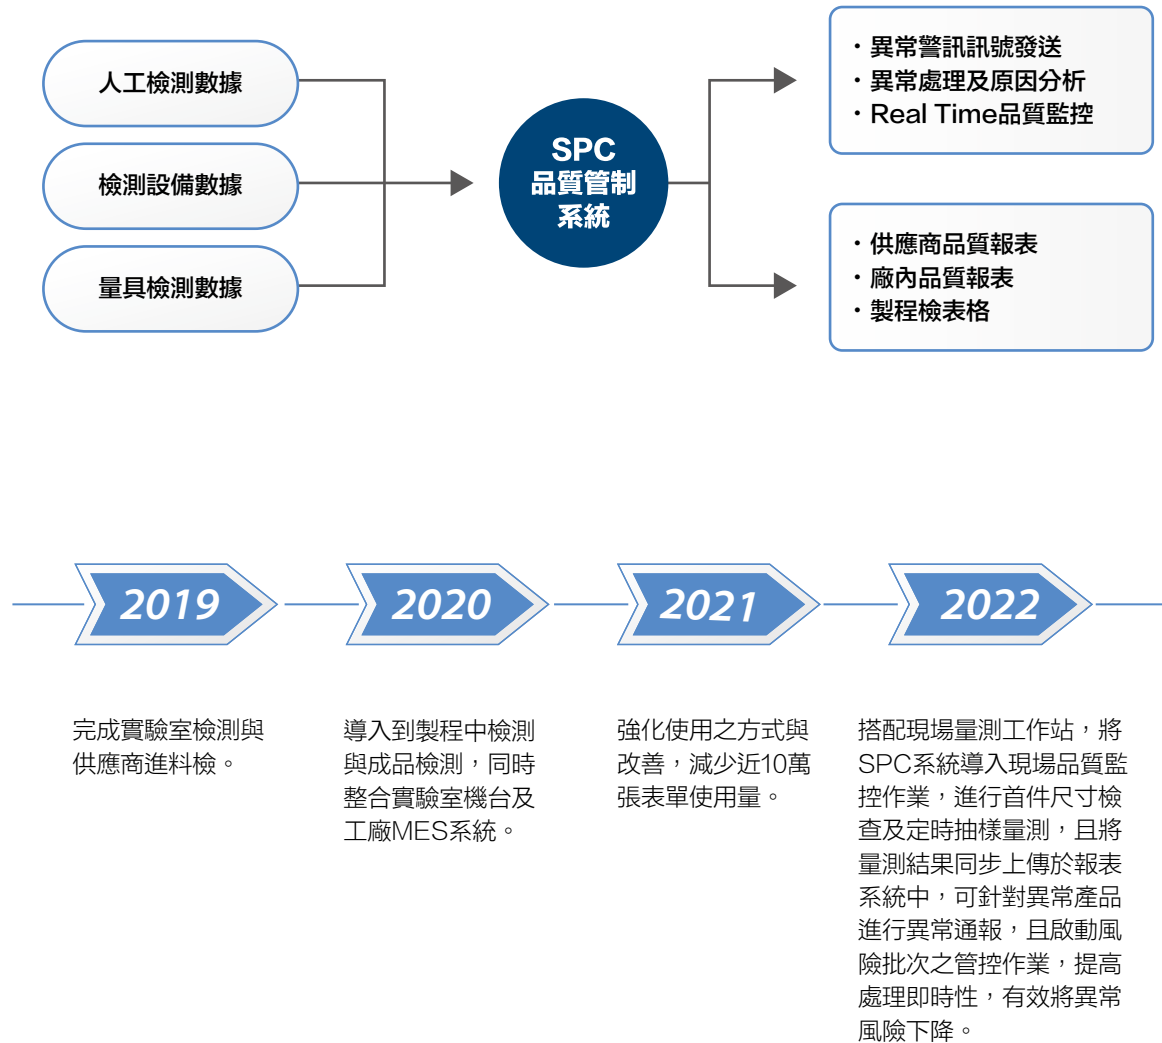 人工檢測數據
檢測設備數據
量具檢測數據
SPC
品質管制
系統
・異常警訊訊號發送
・異常處理及原因分析
・Real Time品質監控
・供應商品質報表
・廠內品質報表
・製程檢表格
2019
完成實驗室檢測與
供應商進料檢。
2020
導入到製程中檢測
與成品檢測，同時
整合實驗室機台及
工廠MES系統。
2021
強化使用之方式與
改善，減少近10萬
張表單使用量。
2022
搭配現場量測工作站，將
SPC系統導入現場品質監
控作業，進行首件尺寸檢
查及定時抽樣量測，且將
量測結果同步上傳於報表
系統中，可針對異常產品
進行異常通報，且啟動風
險批次之管控作業，提高
處理即時性，有效將異常
風險下降。